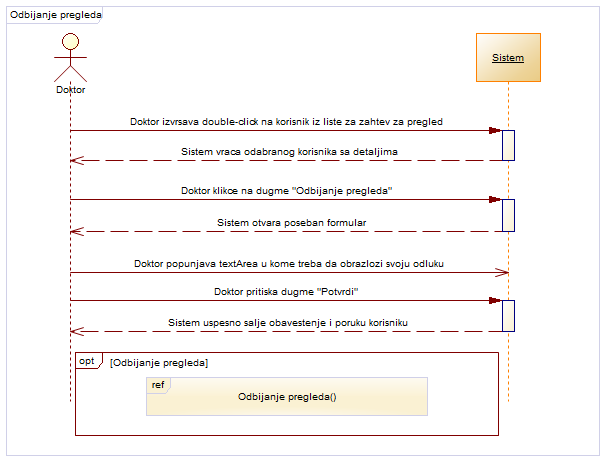 Odbijanje pregleda
Doktor
Sistem
Doktor izvrsava double-click na korisnik iz liste za zahtev za pregled
Sistem vraca odabranog korisnika sa detaljima
Doktor klikce na dugme "Odbijanje pregleda"
Sistem otvara poseban formular
Doktor popunjava textArea u kome treba da obrazlozi svoju odluku
Doktor pritiska dugme "Potvrdi"
Sistem uspesno salje obavestenje i poruku korisniku
opt [Odbijanje pregleda]
ref
Odbijanje pregleda()